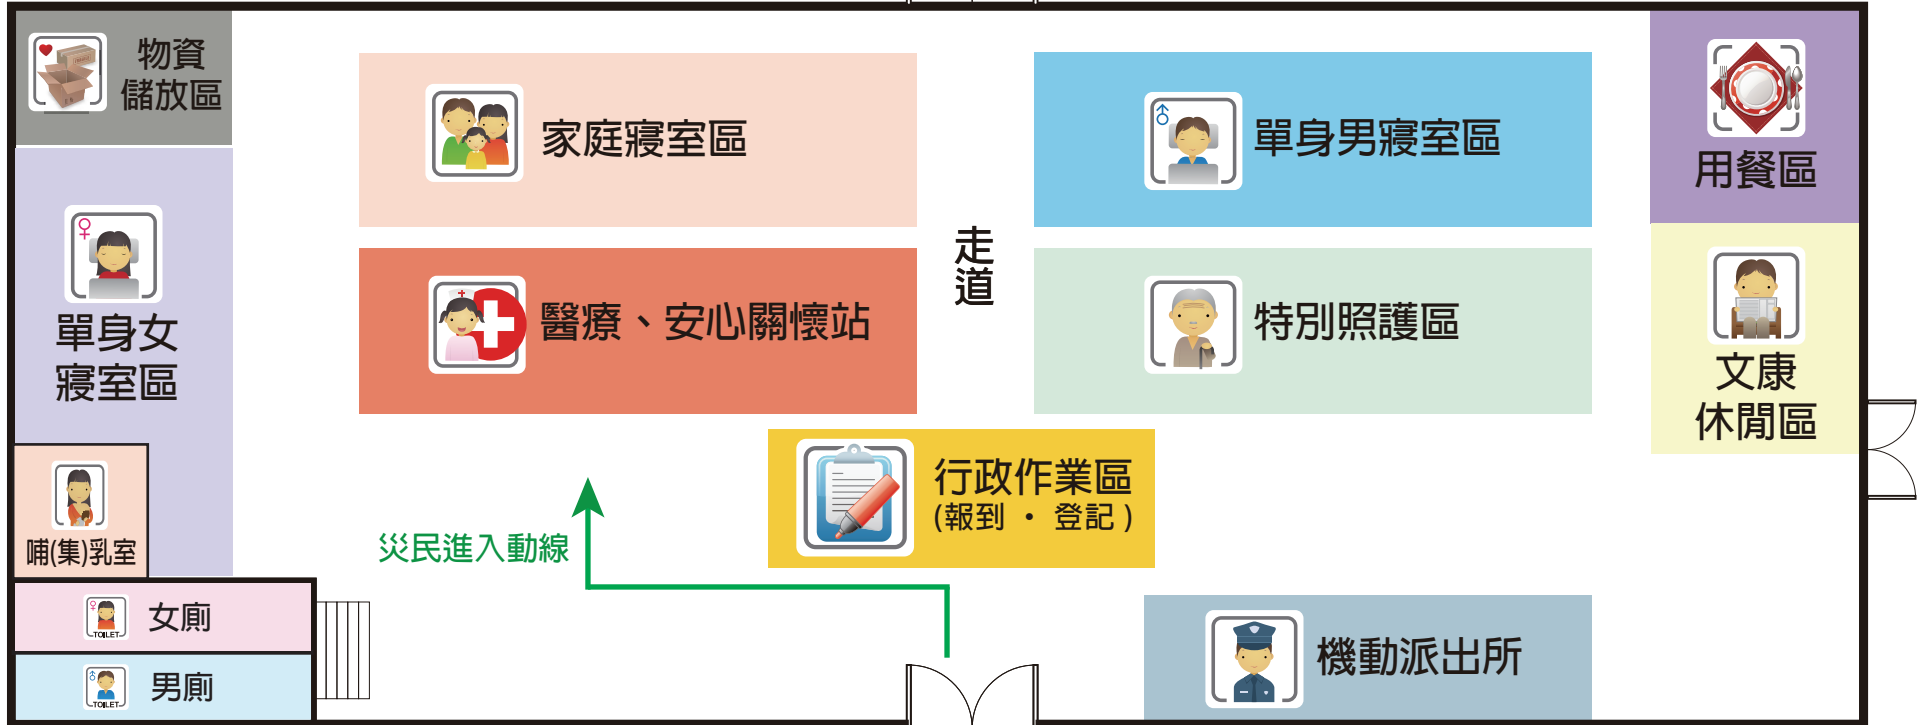 物資
儲放區
家庭寢室區
單身男寢室區
用餐區
單身女
寢室區
走道
醫療、安心關懷站
特別照護區
文康
休閒區
行政作業區
(報到 ・ 登記)
災民進入動線
哺(集)乳室
TOILET
女廁
TOILET
男廁
機動派出所